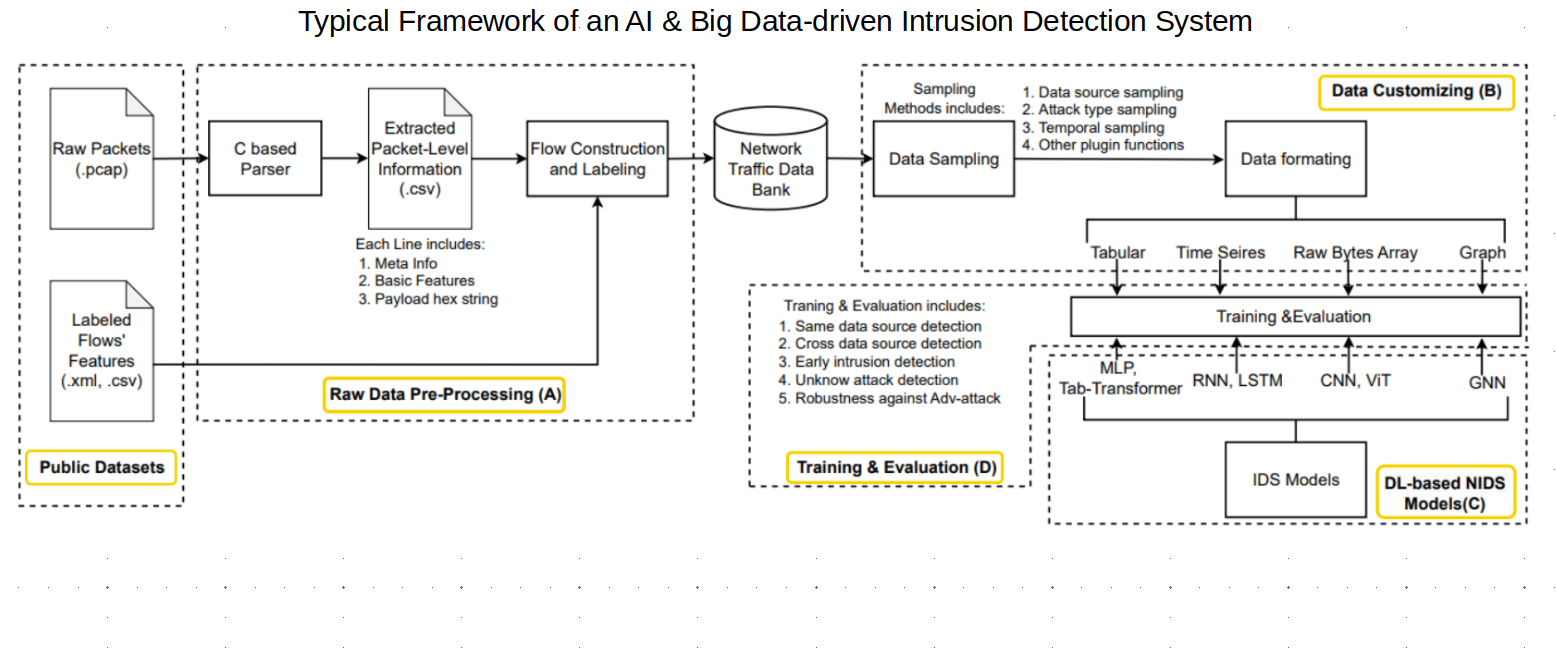 Typical Framework of an AI & Big Data-driven Intrusion Detection System
Raw Packets
(.pcap)
Labeled
Flows'
Features
(.xml, .csv)
Public Datasets
C based
Parser
Extracted
Packet-Level
Information
(.csv)
Each Line includes:
1. Meta Info
2. Basic Features
3. Payload hex string
Flow Construction
and Labeling
Raw Data Pre-Processing (A)
Network
Traffic Data
Bank
Sampling
Methods includes:
1. Data source sampling
2. Attack type sampling
3. Temporal sampling
4. Other plugin functions
Data Customizing (B)
Data Sampling
Data formating
Tabular
Time Seires
Raw Bytes Array
Graph
Traning & Evaluation includes:
1. Same data source detection
2. Cross data source detection
3. Early intrusion detection
4. Unknow attack detection
5. Robustness against Adv-attack
Training & Evaluation (D)
Training &Evaluation
MLP,
Tab-Transformer
RNN, LSTM
CNN, ViT
GNN
IDS Models
DL-based NIDS
Models(C)